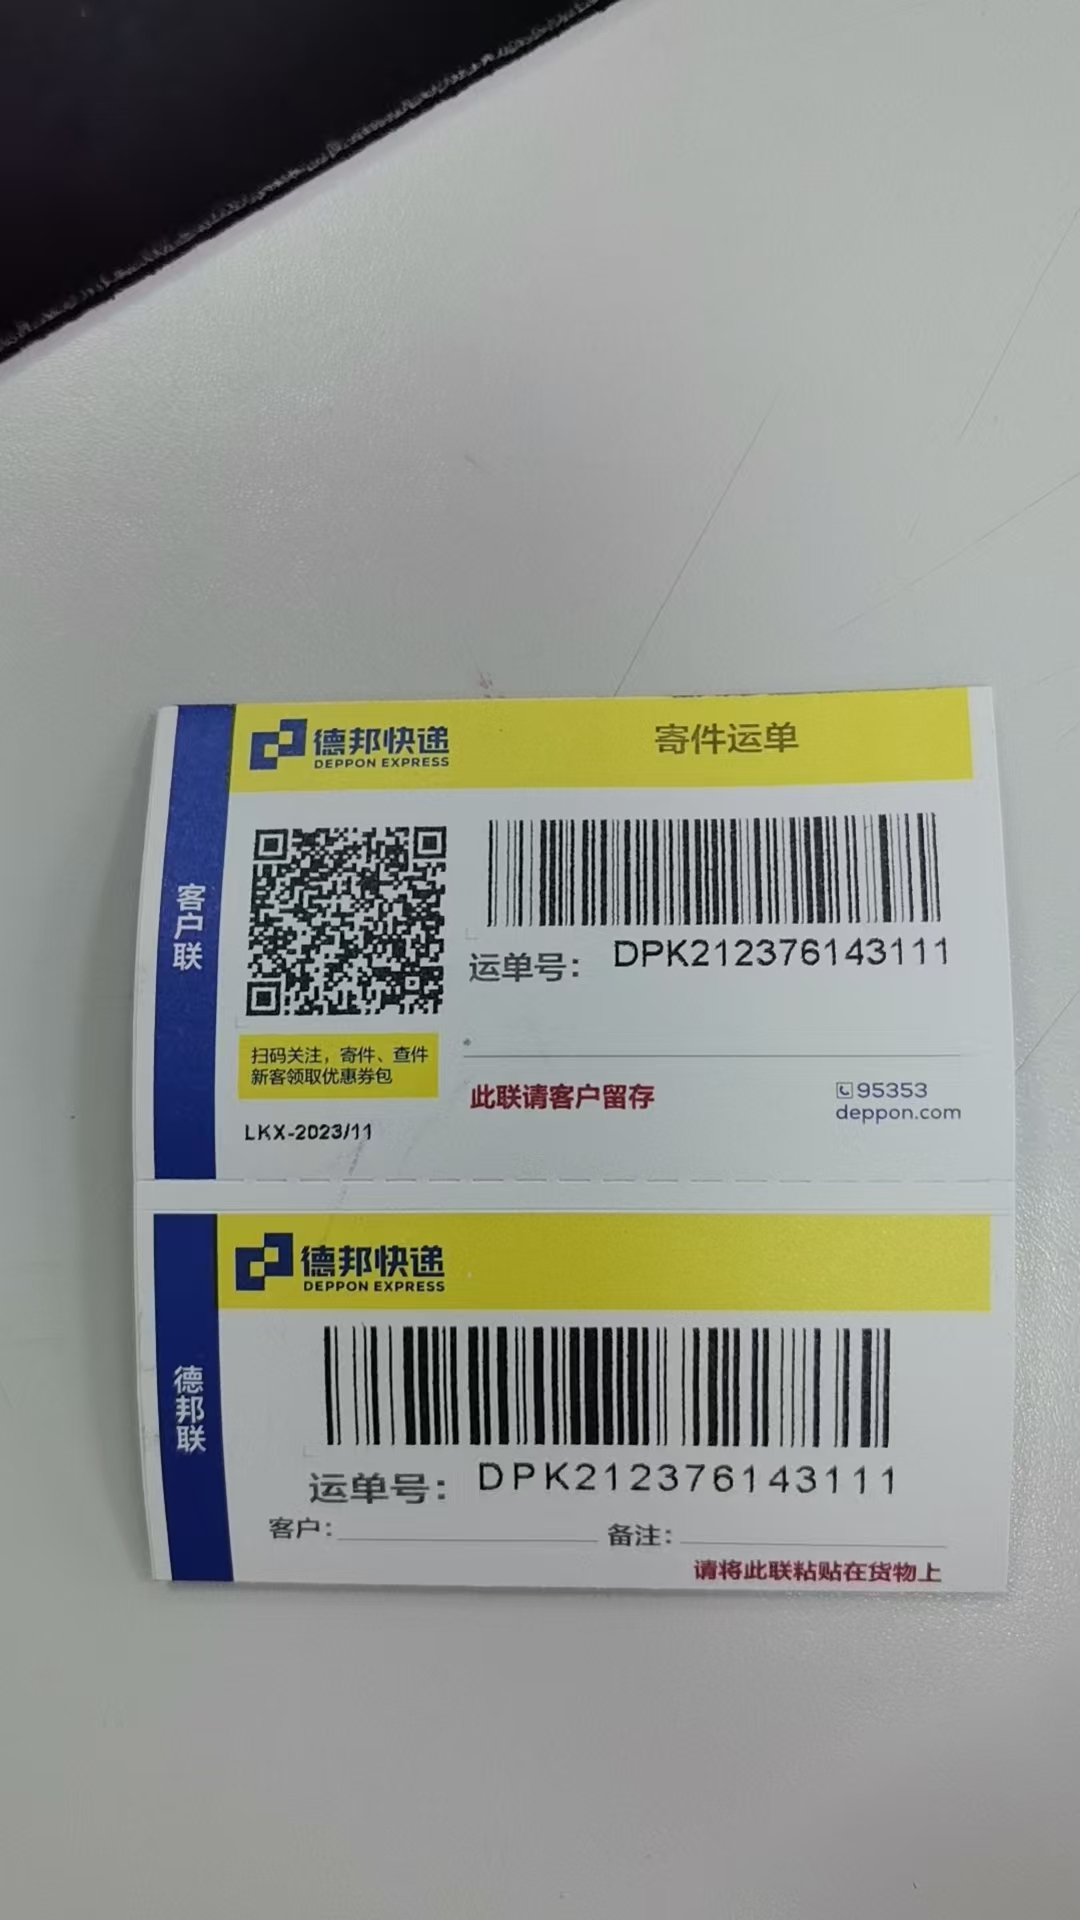 德邦快递
DEPPON EXPRESS
寄件运单
客户联
运单号： DPK212376143111
扫码关注，寄件、查件
新客领取优惠券包
此联请客户留存
95353
deppon.com
LKX-2023/11
德邦快递
DEPPON EXPRESS
德邦联
运单号： DPK212376143111
客户： 备注：
请将此联粘贴在货物上